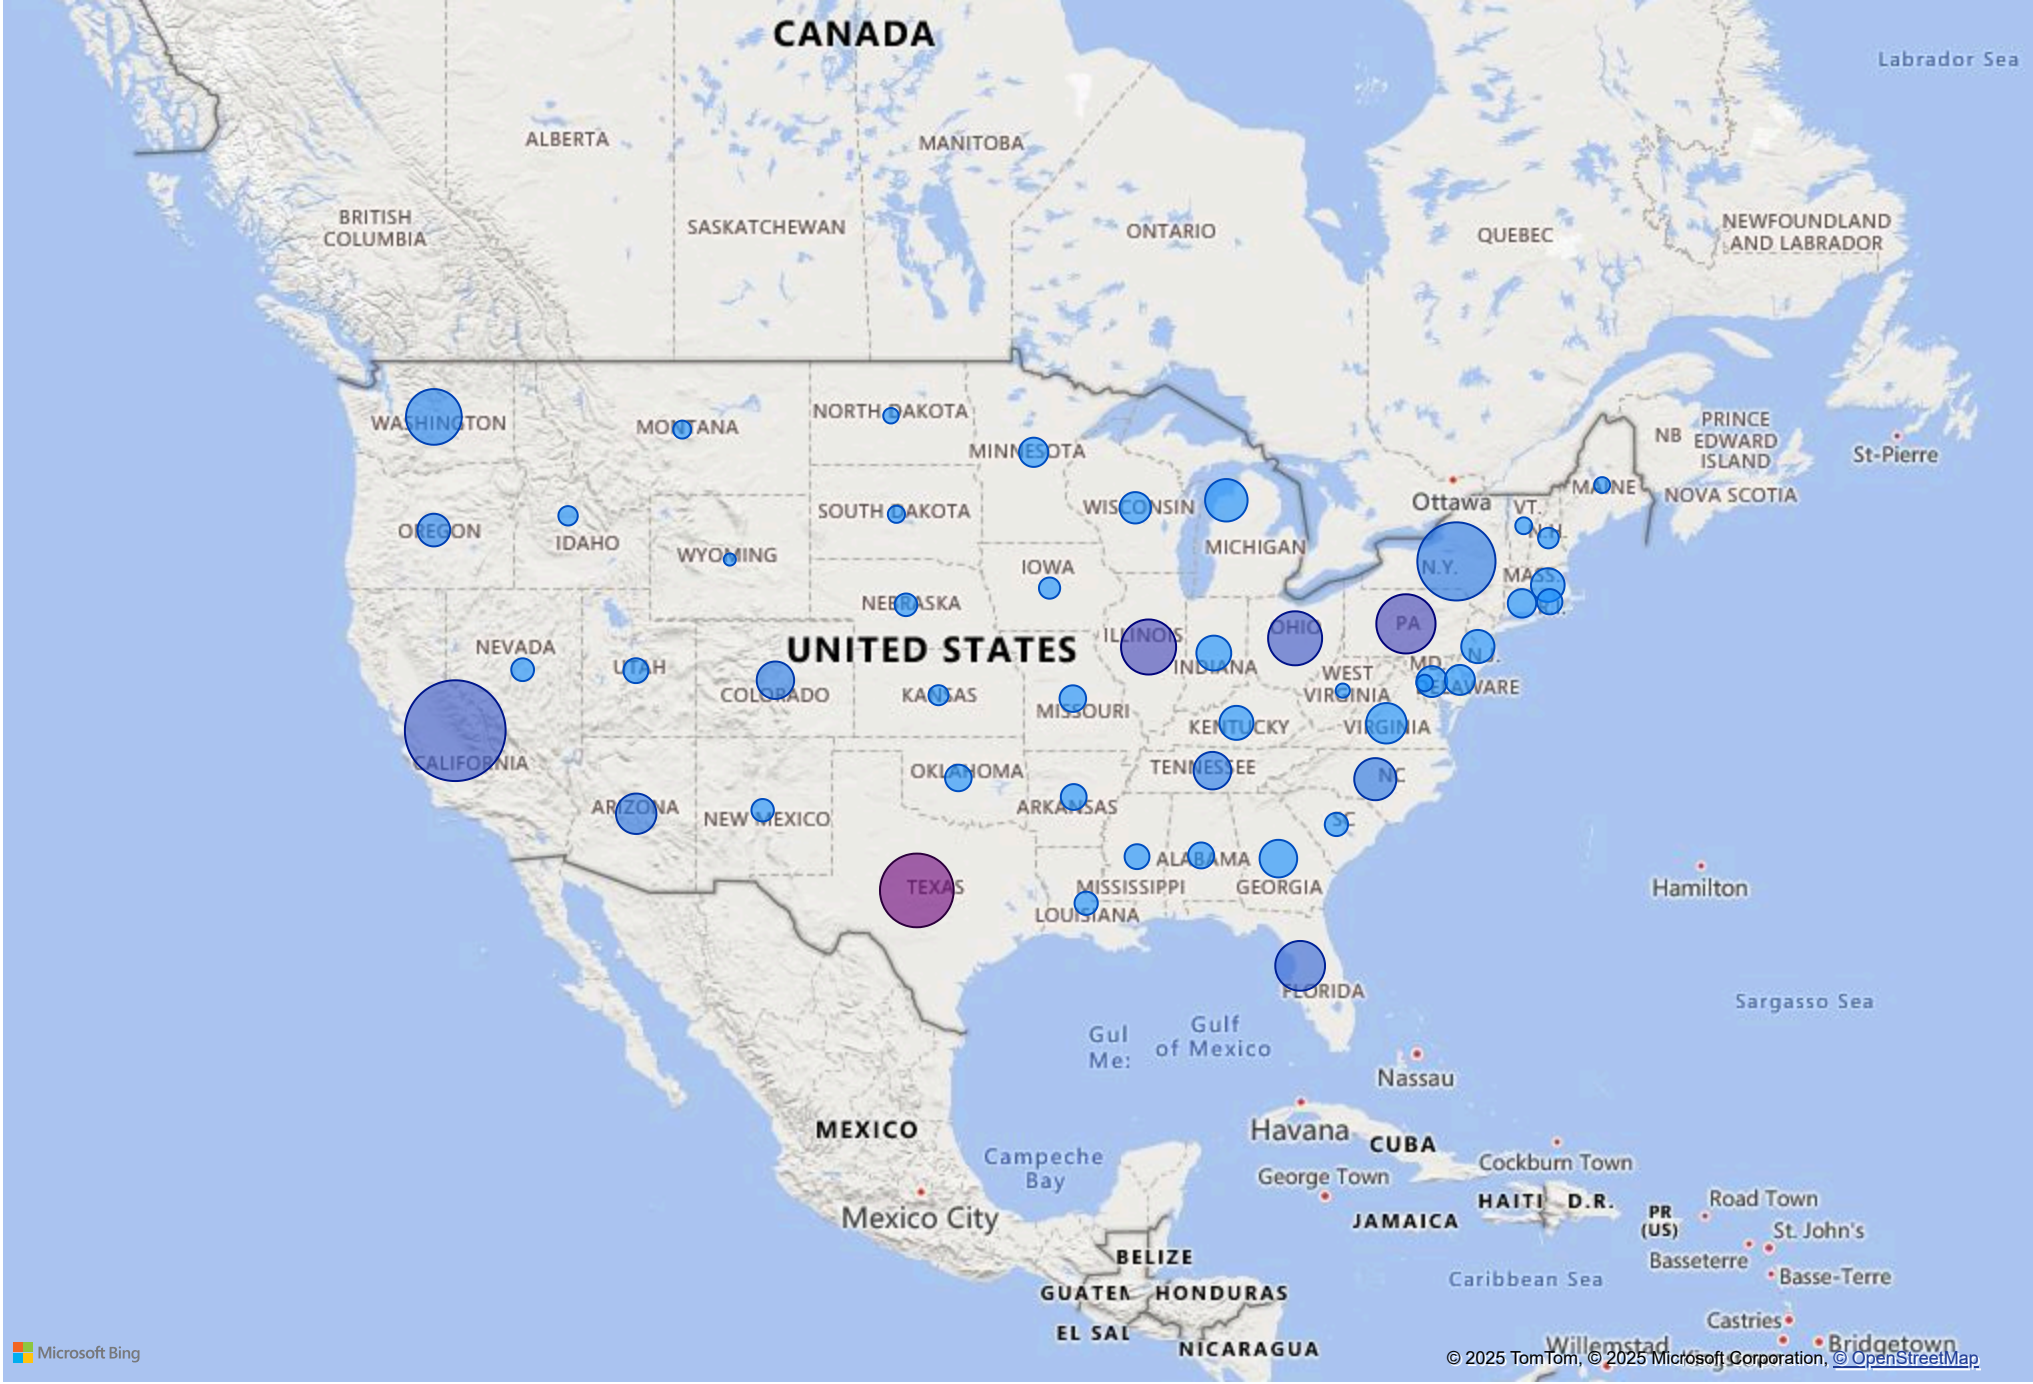 CANADA
Labrador Sea
ALBERTA
MANITOBA
BRITISH
COLUMBIA
SASKATCHEWAN
ONTARIO
QUEBEC
NEWFOUNDLAND
AND LABRADOR
WASHINGTON
MONTANA
NORTH DAKOTA
MINNESOTA
NB
PRINCE
EDWARD
ISLAND
St-Pierre
OREGON
IDAHO
WYOMING
SOUTH DAKOTA
WISCONSIN
MICHIGAN
Ottawa
MAINE
NOVA SCOTIA
VT.
N.H.
IOWA
N.Y.
MASS.
R.I.
NEBRASKA
NEVADA
UTAH
COLORADO
UNITED STATES
KANSAS
MISSOURI
ILLINOIS
INDIANA
OHIO
PA
N.J.
MD.
DELAWARE
WEST
VIRGINIA
KENTUCKY
VIRGINIA
CALIFORNIA
ARIZONA
NEW MEXICO
OKLAHOMA
ARKANSAS
TENNESSEE
NC
SC
TEXAS
ALABAMA
MISSISSIPPI
GEORGIA
LOUISIANA
FLORIDA
Hamilton
Sargasso Sea
Gul
Me:
Gulf
of Mexico
Nassau
MEXICO
Havana
CUBA
Campeche
Bay
Cockburn Town
George Town
HAITI
D.R.
Road Town
Mexico City
JAMAICA
PR
(US)
St. John's
BELIZE
Basseterre
Caribbean Sea
Basse-Terre
HONDURAS
EL SAL
Castries
NICARAGUA
Willemstad
Bridgetown
Microsoft Bing
© 2025 TomTom, © 2025 Microsoft Corporation, © OpenStreetMap